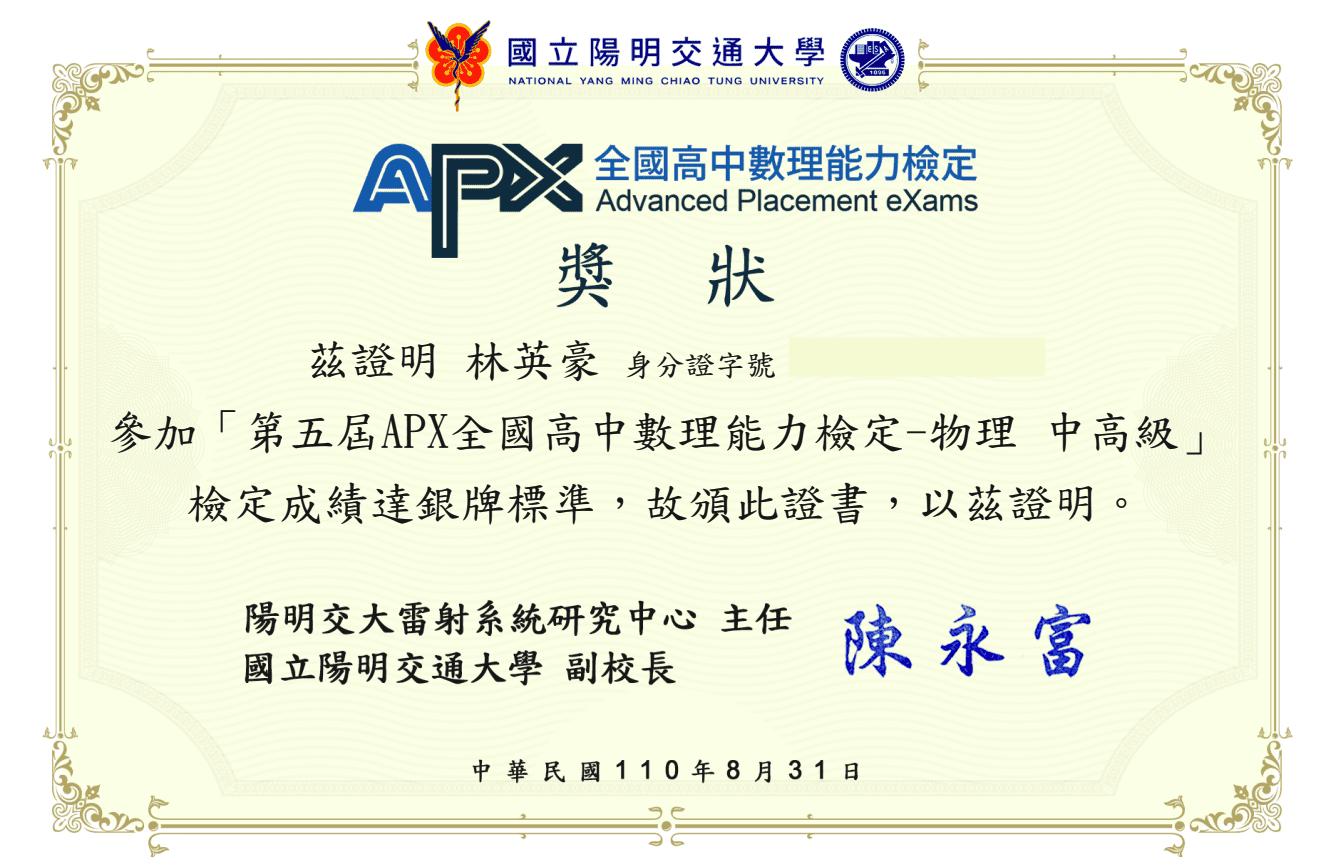 國立陽明交通大學
NATIONAL YANG MING CHIAO TUNG UNIVERSITY
1896
APX 全國高中數理能力檢定
Advanced Placement eXams
獎 狀
茲證明 林英豪 身分證字號
參加「第五屆APX全國高中數理能力檢定-物理 中高級」
檢定成績達銀牌標準，故頒此證書，以茲證明。
陽明交大雷射系統研究中心 主任
國立陽明交通大學 副校長
陳永富
中華民國110年8月31日